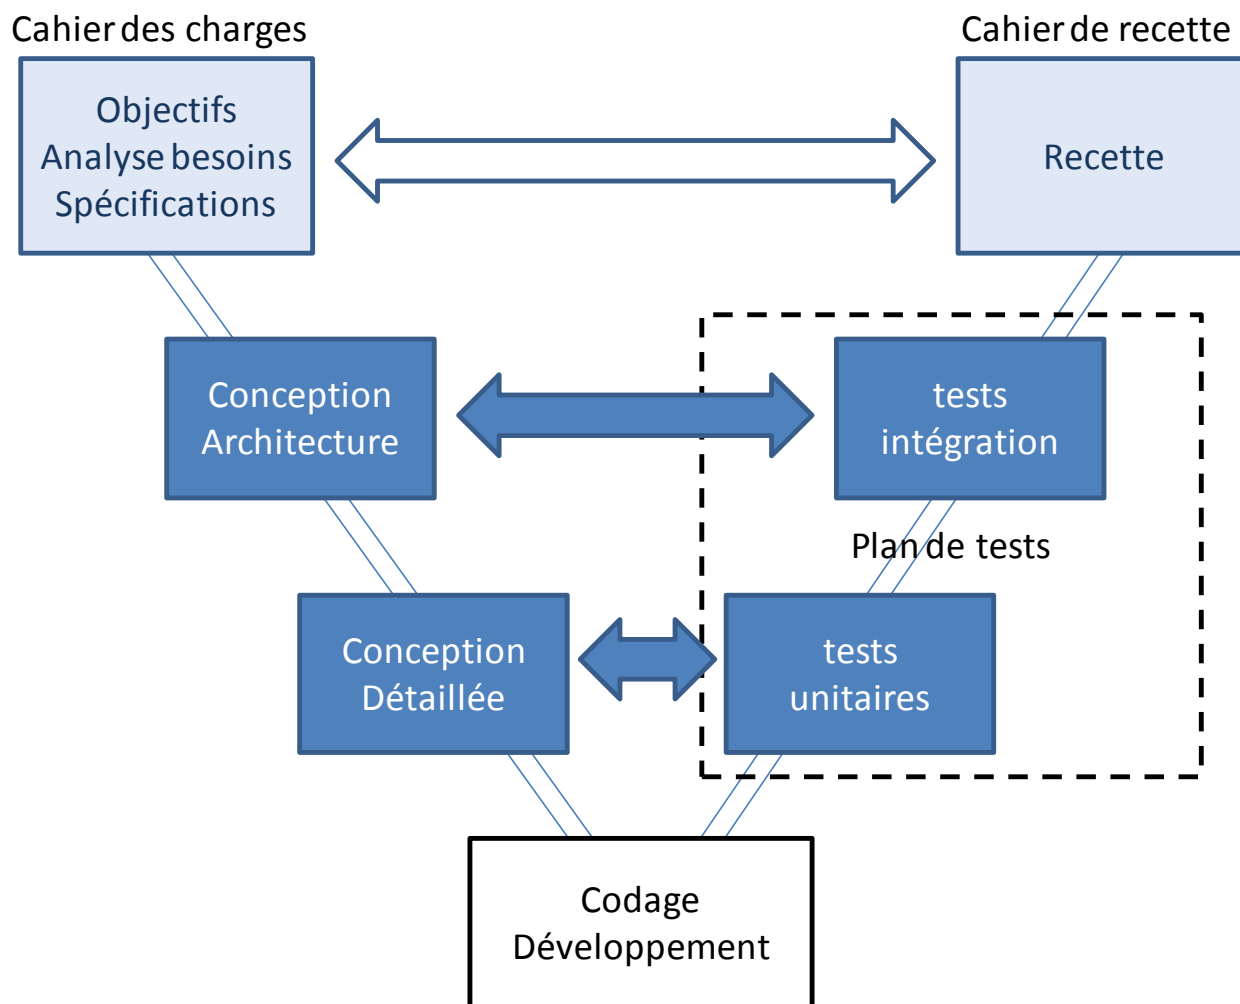 Cahier des charges
Cahier de recette
Objectifs
Analyse besoins
Spécifications
Recette
Conception
Architecture
tests
intégration
Plan de tests
Conception
Détaillée
tests
unitaires
Codage
Développement